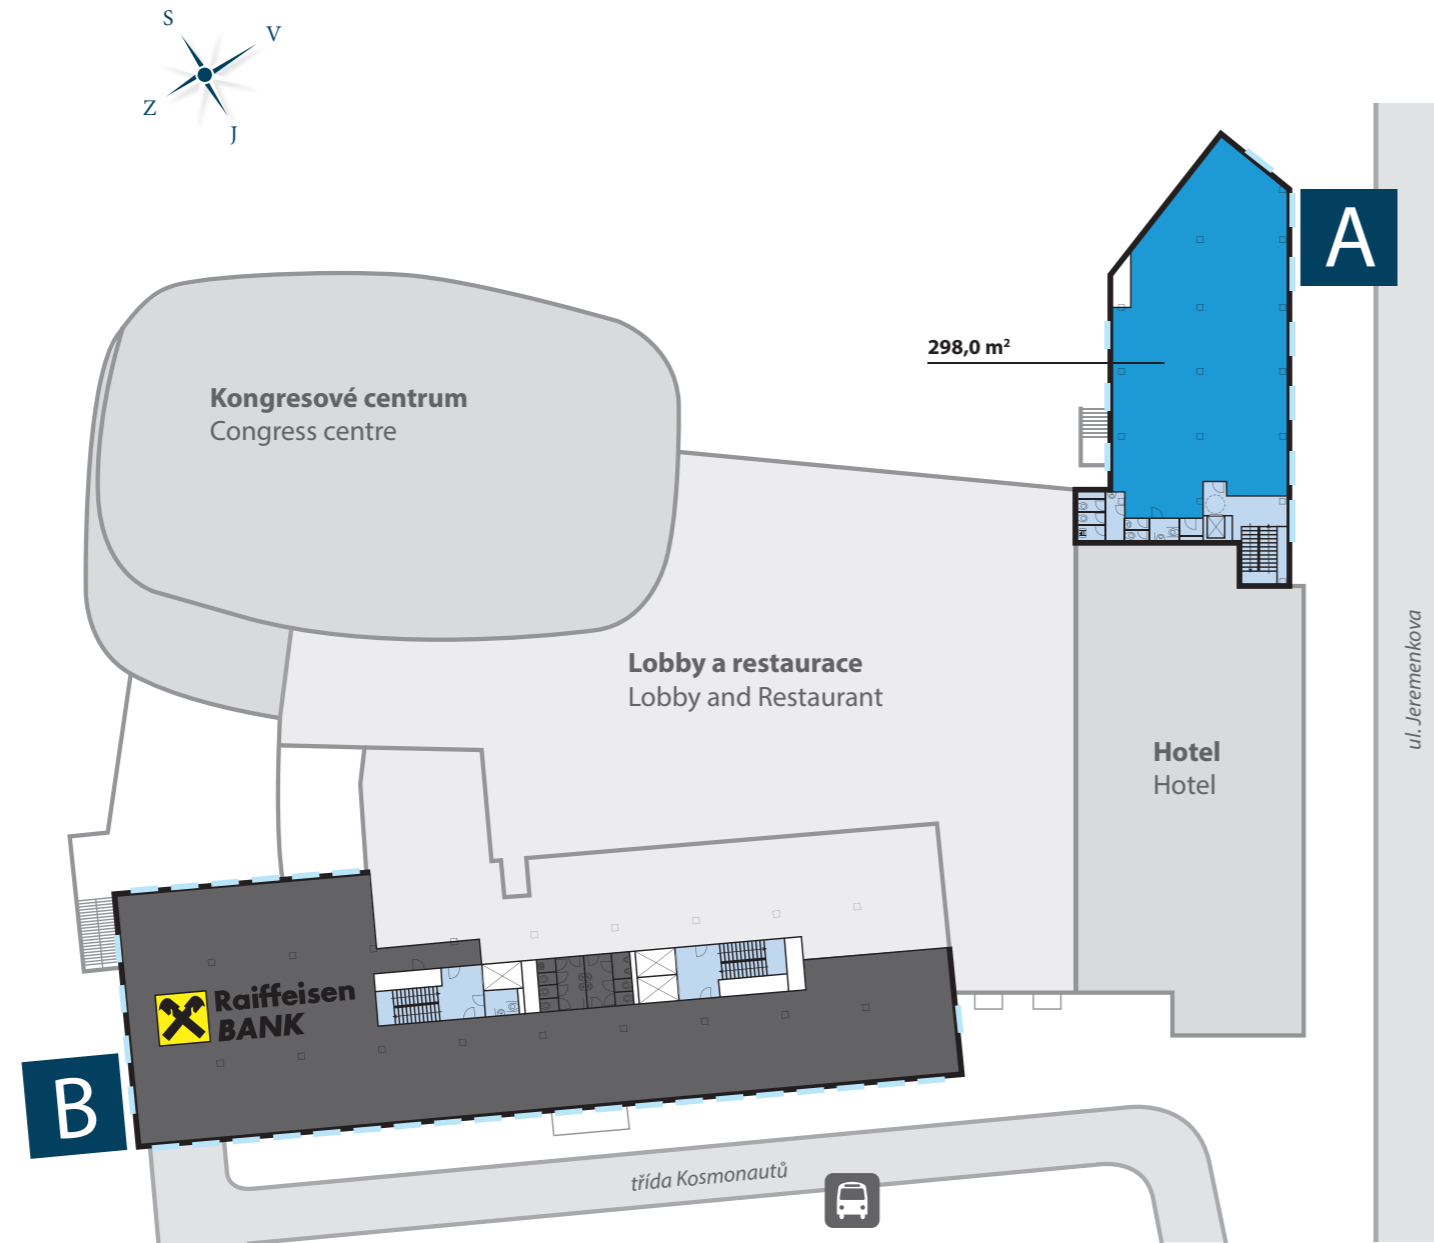 S
V
Z
J
A
298,0 m²
Kongresové centrum
Congress centre
Lobby a restaurace
Lobby and Restaurant
ul. Jeremenkova
Hotel
Hotel
Raiffeisen
BANK
B
třída Kosmonautů